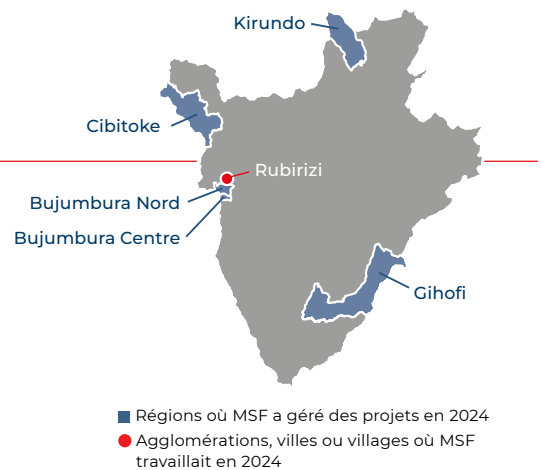 Kirundo
Cibitoke
Rubirizi
Bujumbura Nord
Bujumbura Centre
Gihofi
Régions où MSF a géré des projets en 2024
Agglomérations, villes ou villages où MSF
travaillait en 2024